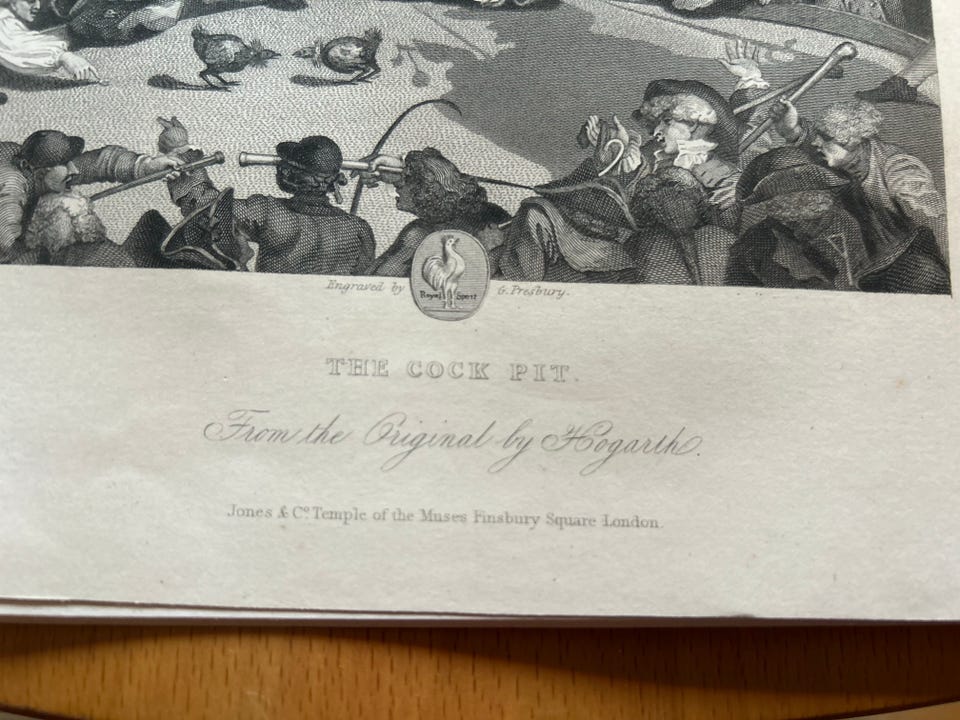 Engraved by G. Presbury.
Royal Sport
THE COCK PIT.
From the Original by Hogarth.
Jones & Co. Temple of the Muses Finsbury Square London.